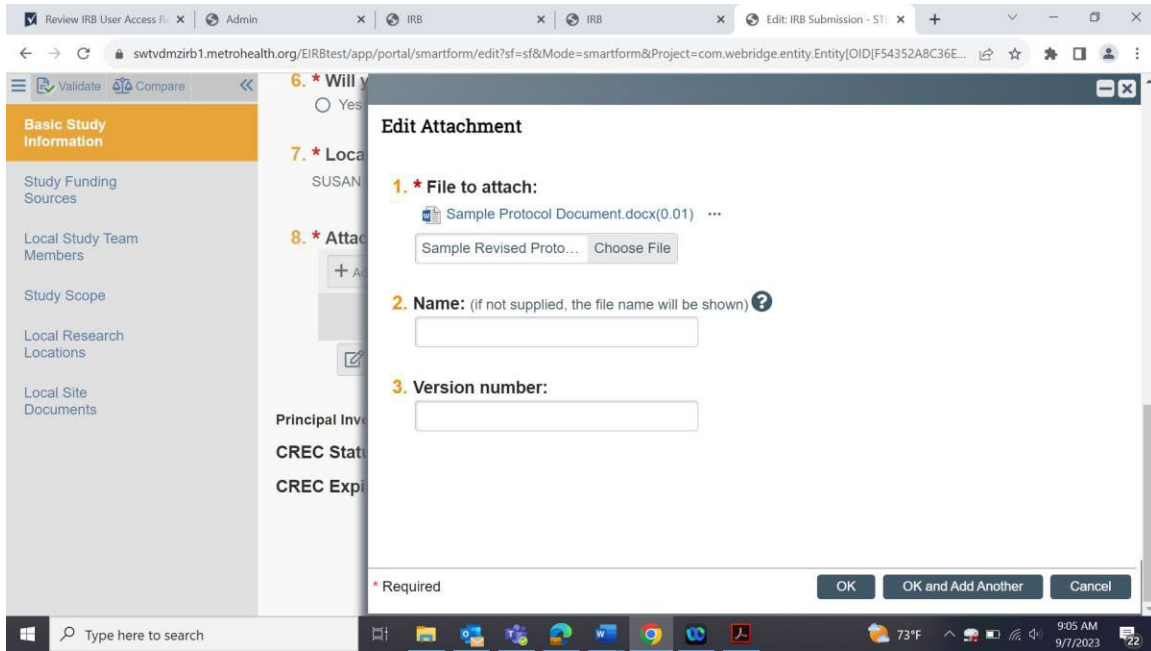 Review IRB User Access R
Admin
IRB
IRB
Edit: IRB Submission - ST
swtvdmzirb1.metrohealth.org/EIRBtest/app/portal/smartform/edit?sf=sf&Mode=smartform&Project=com.webridge.entity.Entity[OID[F54352A8C36E...
Validate
Compare
Basic Study
Information
Study Funding
Sources
Local Study Team
Members
Study Scope
Local Research
Locations
Local Site
Documents
6. * Will y
Yes
7. * Loca
SUSAN
8. * Attac
+ Ad
Principal Inve
CREC Stat
CREC Expi
Edit Attachment
1. * File to attach:
Sample Protocol Document.docx(0.01) ...
Sample Revised Proto... Choose File
2. Name: (if not supplied, the file name will be shown) ?
3. Version number:
* Required
OK
OK and Add Another
Cancel
Type here to search
73°F
9:05 AM
9/7/2023
22